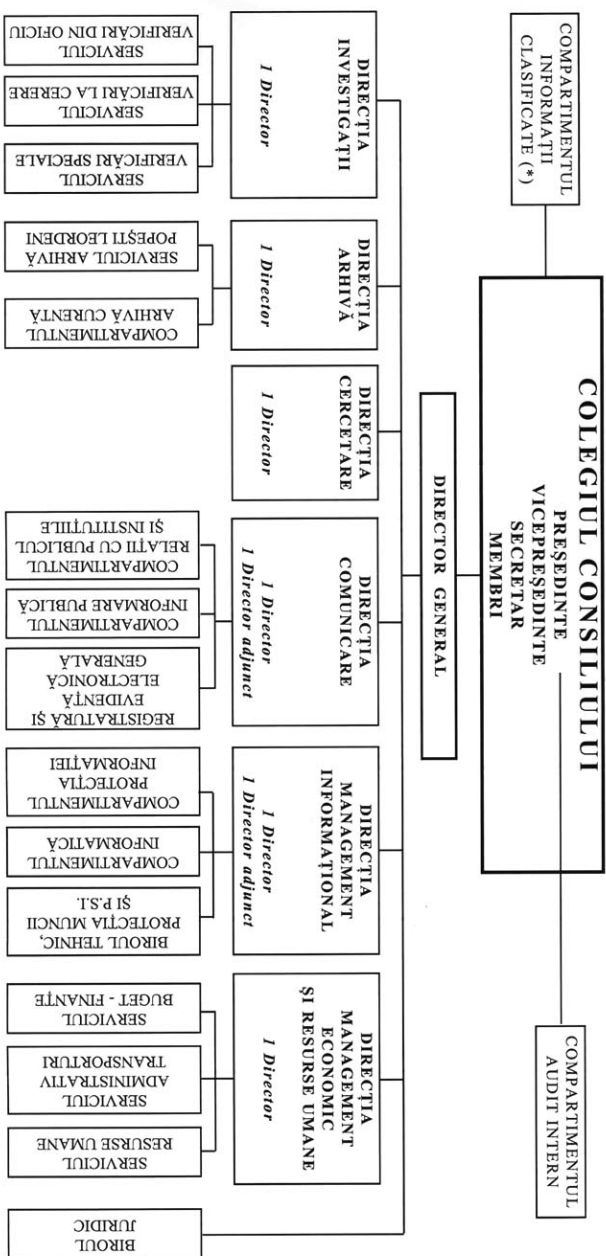 COLEGIUL CONSILIULUI
PREȘEDINTE
VICEPREȘEDINTE
SECRETAR
MEMBRI
COMPARTIMENTUL
INFORMAȚII
CLASIFICATE (*)
COMPARTIMENTUL
AUDIT INTERN
DIRECTOR GENERAL
DIRECȚIA
INVESTIGAȚII
1 Director
DIRECȚIA
ARHIVĂ
1 Director
DIRECȚIA
CERCETARE
1 Director
DIRECȚIA
COMUNICARE
1 Director
1 Director adjunct
DIRECȚIA
MANAGEMENT
INFORMAȚIONAL
1 Director
1 Director adjunct
DIRECȚIA
MANAGEMENT
ECONOMIC
ȘI RESURSE UMANE
1 Director
SERVICIUL
VERIFICĂRI DIN OFICIU
SERVICIUL
VERIFICĂRI LA CERERE
SERVICIUL
VERIFICĂRI SPECIALE
SERVICIUL ARHIVĂ
POPEȘTI LEORDENI
COMPARTIMENTUL
ARHIVĂ CURENTĂ
COMPARTIMENTUL
RELAȚII CU PUBLICUL
ȘI INSTITUȚIILE
COMPARTIMENTUL
INFORMARE PUBLICĂ
REGISTRATURĂ ȘI
EVIDENȚĂ
ELECTRONICĂ
GENERALĂ
COMPARTIMENTUL
PROTECȚIA
INFORMAȚIEI
COMPARTIMENTUL
INFORMATICĂ
BIROUL TEHNIC,
PROTECȚIA MUNCII
ȘI P.S.I.
SERVICIUL
BUGET - FINANȚE
SERVICIUL
ADMINISTRATIV
TRANSPORTURI
SERVICIUL
RESURSE UMANE
BIROUL
JURIDIC